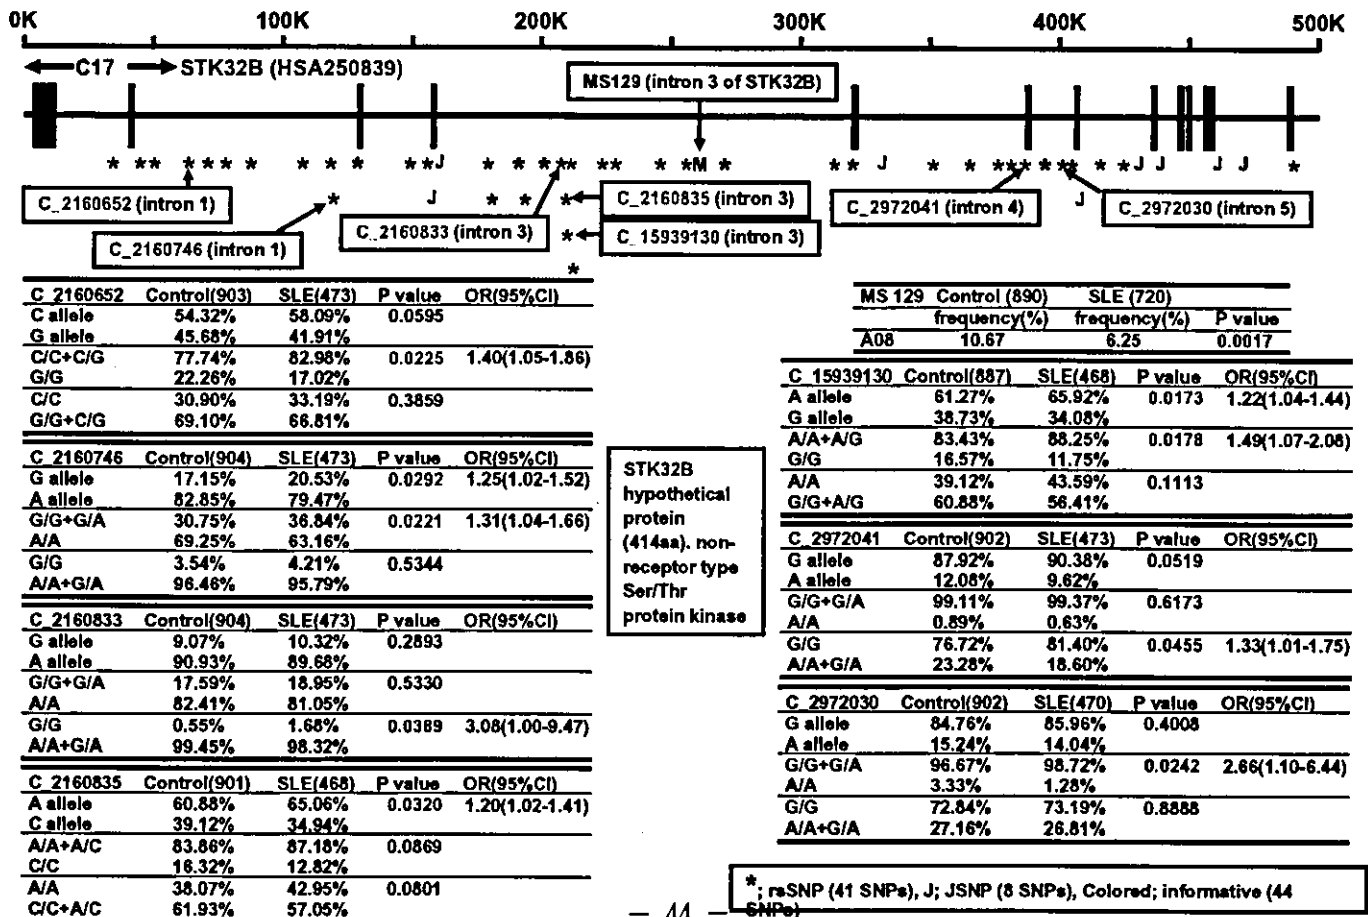 0K 100K 200K 300K 400K 500K
C17 STK32B (HSA250839)
MS129 (intron 3 of STK32B)
* * * * * * * * * * * * * J * * * * * * * * * M * * * J * * * * * * * * * * J J J J *
C_2160652 (intron 1)
* J * * *
C_2160746 (intron 1)
C_2160833 (intron 3)
C_2160835 (intron 3)
* C_15939130 (intron 3)
*
C_2972041 (intron 4)
J
C_2972030 (intron 5)
C_2160652 Control(903) SLE(473) P value OR(95%CI)
C allele 54.32% 58.09% 0.0595
G allele 45.68% 41.91%
C/C+C/G 77.74% 82.98% 0.0225 1.40(1.05-1.86)
G/G 22.26% 17.02%
C/C 30.90% 33.19% 0.3859
G/G+C/G 69.10% 66.81%
C_2160746 Control(904) SLE(473) P value OR(95%CI)
G allele 17.15% 20.53% 0.0292 1.25(1.02-1.52)
A allele 82.85% 79.47%
G/G+G/A 30.75% 36.84% 0.0221 1.31(1.04-1.66)
A/A 69.25% 63.16%
G/G 3.54% 4.21% 0.5344
A/A+G/A 96.46% 95.79%
C_2160833 Control(904) SLE(473) P value OR(95%CI)
G allele 9.07% 10.32% 0.2893
A allele 90.93% 89.68%
G/G+G/A 17.59% 18.95% 0.5330
A/A 82.41% 81.05%
G/G 0.55% 1.68% 0.0389 3.08(1.00-9.47)
A/A+G/A 99.45% 98.32%
C_2160835 Control(901) SLE(468) P value OR(95%CI)
A allele 60.88% 65.06% 0.0320 1.20(1.02-1.41)
C allele 39.12% 34.94%
A/A+A/C 83.86% 87.18% 0.0869
C/C 16.32% 12.82%
A/A 38.07% 42.95% 0.0801
C/C+A/C 61.93% 57.05%
STK32B
hypothetical
protein
(414aa). non-
receptor type
Ser/Thr
protein kinase
MS 129 Control (890) SLE (720)
frequency(%) frequency(%) P value
A08 10.67 6.25 0.0017
C_15939130 Control(887) SLE(468) P value OR(95%CI)
A allele 61.27% 65.92% 0.0173 1.22(1.04-1.44)
G allele 38.73% 34.08%
A/A+A/G 83.43% 88.25% 0.0178 1.49(1.07-2.08)
G/G 16.57% 11.75%
A/A 39.12% 43.59% 0.1113
G/G+A/G 60.88% 56.41%
C_2972041 Control(902) SLE(473) P value OR(95%CI)
G allele 87.92% 90.38% 0.0519
A allele 12.08% 9.62%
G/G+G/A 99.11% 99.37% 0.6173
A/A 0.89% 0.63%
G/G 76.72% 81.40% 0.0455 1.33(1.01-1.75)
A/A+G/A 23.28% 18.60%
C_2972030 Control(902) SLE(470) P value OR(95%CI)
G allele 84.76% 85.96% 0.4008
A allele 15.24% 14.04%
G/G+G/A 96.67% 98.72% 0.0242 2.66(1.10-6.44)
A/A 3.33% 1.28%
G/G 72.84% 73.19% 0.8888
A/A+G/A 27.16% 26.81%
*; rsSNP (41 SNPs), J; JSNP (8 SNPs), Colored; informative (44
SNPs)
— 44 —